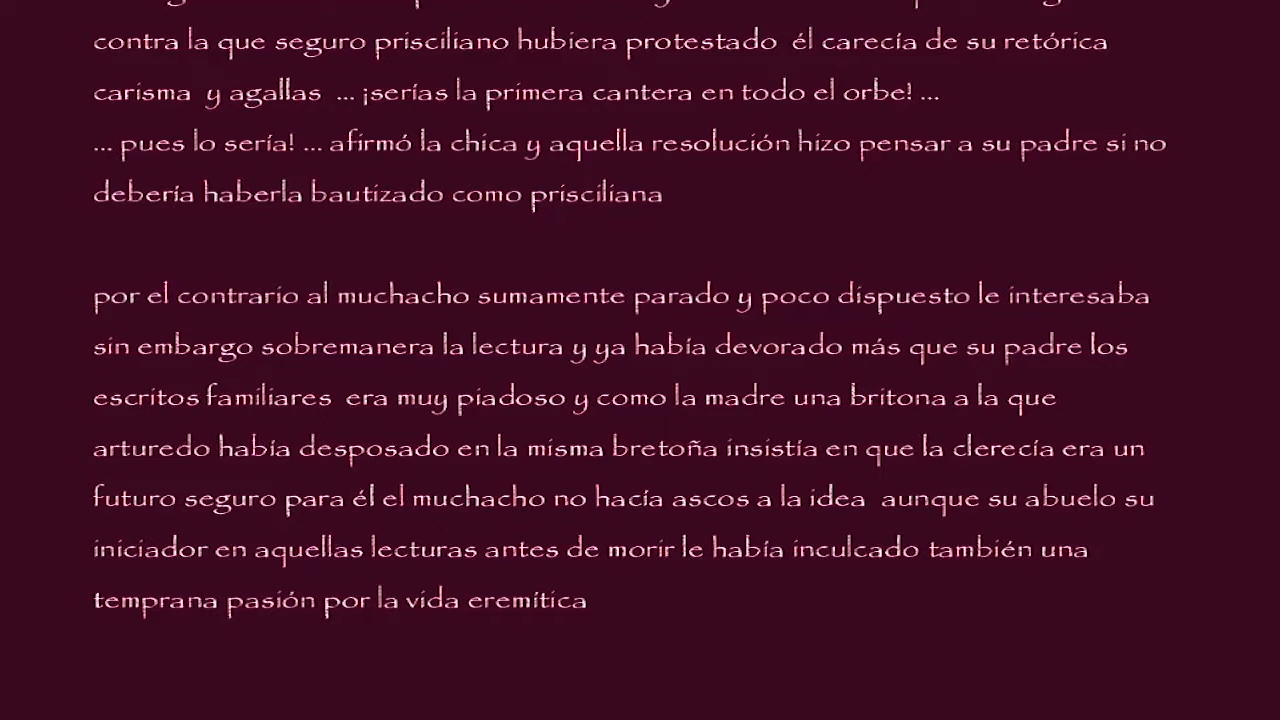 contra la que seguro prisciliano hubiera protestado él carecía de su retórica
carisma y agallas ... ¡serías la primera cantera en todo el orbe! ...
... pues lo sería! ... afirmó la chica y aquella resolución hizo pensar a su padre si no
debería haberla bautizado como prisciliana
por el contrario al muchacho sumamente parado y poco dispuesto le interesaba
sin embargo sobremanera la lectura y ya había devorado más que su padre los
escritos familiares era muy piadoso y como la madre una britona a la que
arturedo había desposado en la misma bretoña insistía en que la clerecía era un
futuro seguro para él el muchacho no hacía ascos a la idea aunque su abuelo su
iniciador en aquellas lecturas antes de morir le había inculcado también una
temprana pasión por la vida eremítica